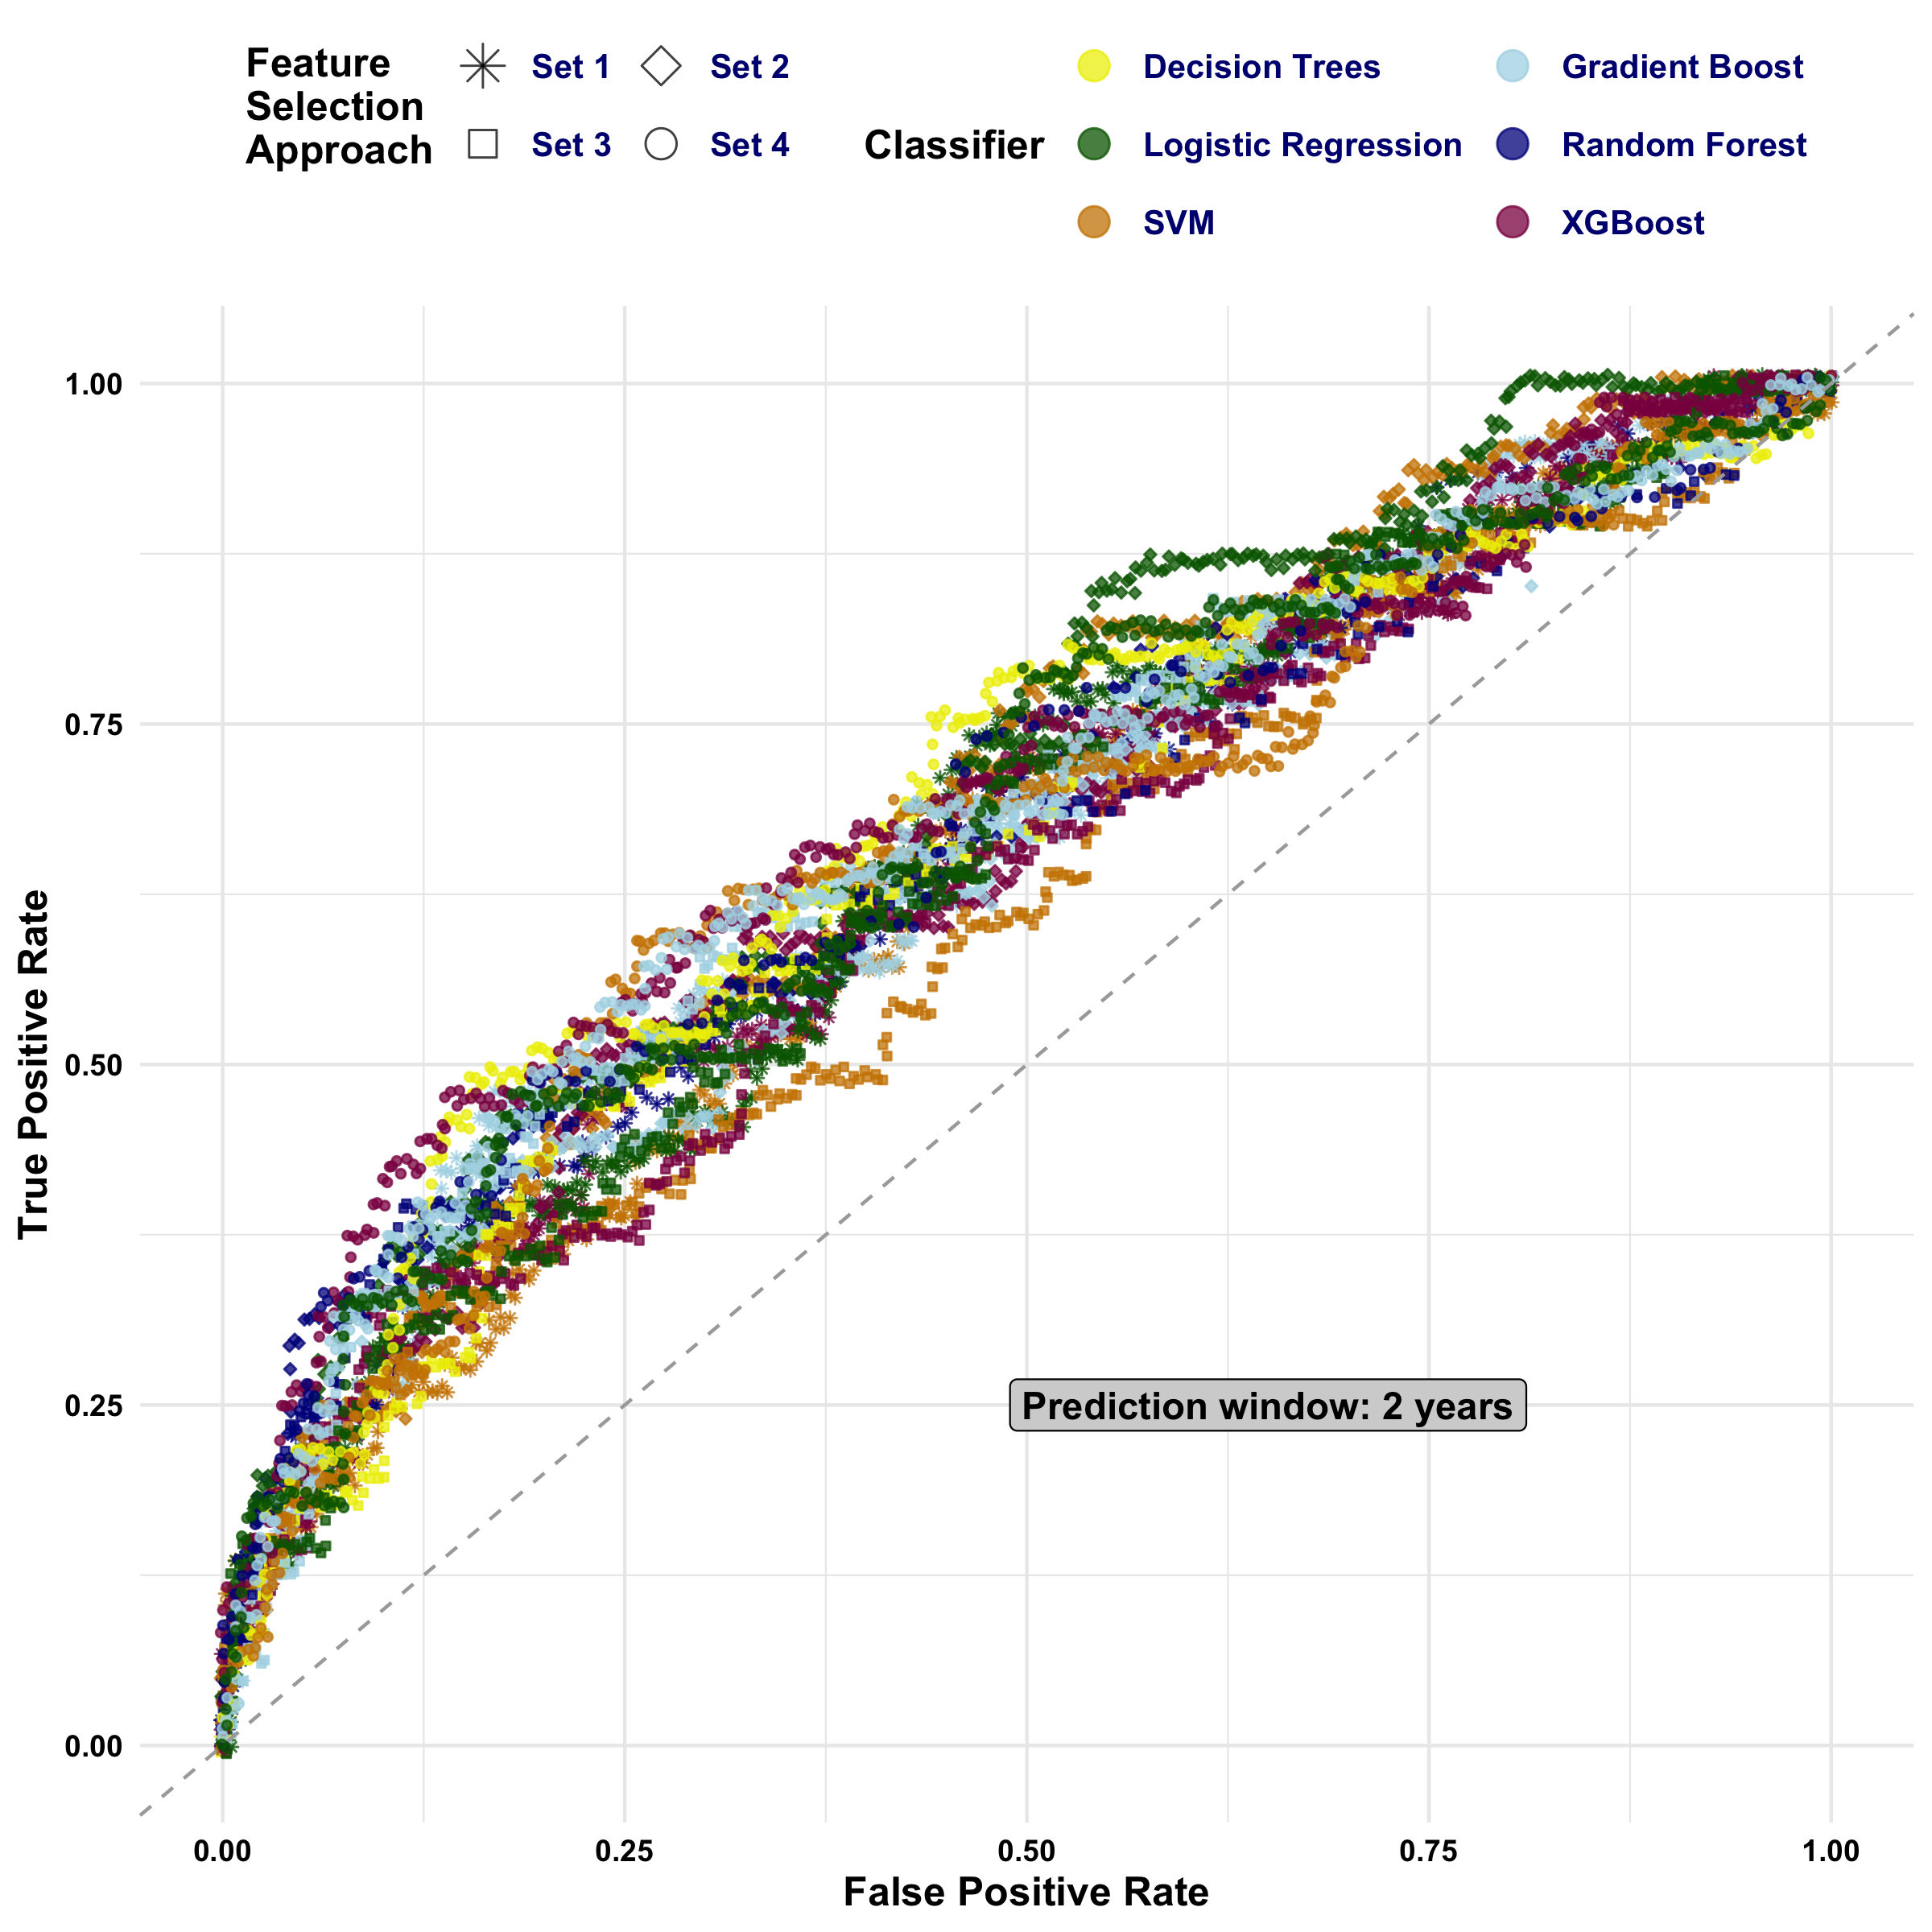 Feature
Selection
Approach
Set 1
Set 2
Set 3
Set 4
Classifier
Decision Trees
Gradient Boost
Logistic Regression
Random Forest
SVM
XGBoost
True Positive Rate
1.00
0.75
0.50
0.25
0.00
Prediction window: 2 years
0.00
0.25
0.50
0.75
1.00
False Positive Rate